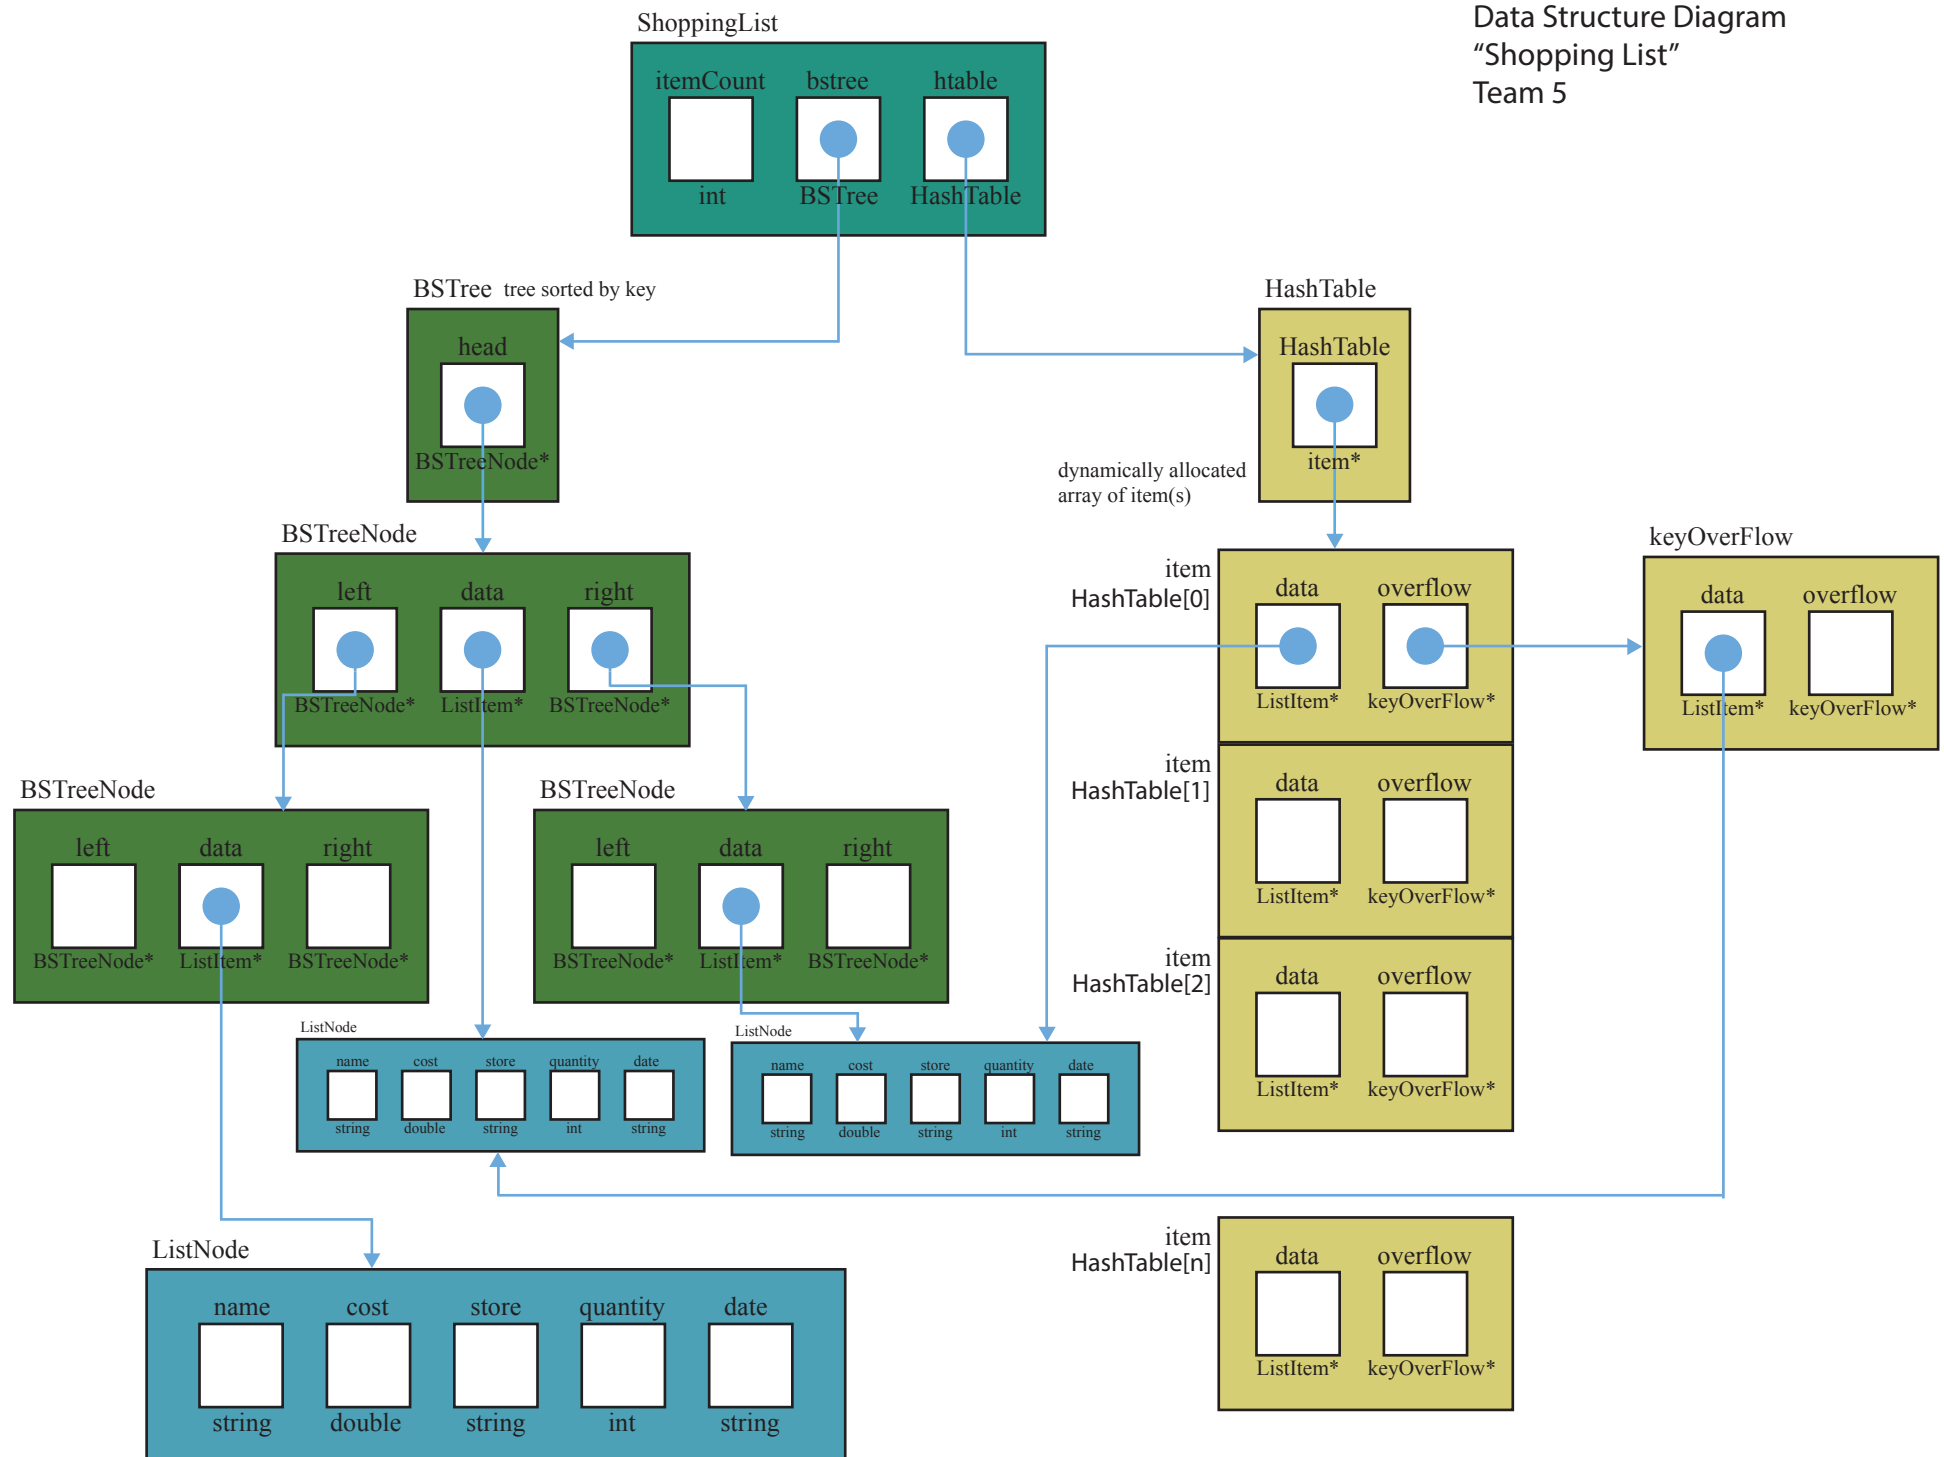 Data Structure Diagram
“Shopping List”
Team 5
ShoppingList
itemCount bstree htable
int BSTree HashTable
BSTree tree sorted by key
head
BSTreeNode*
HashTable
HashTable
item*
dynamically allocated
array of item(s)
BSTreeNode
left data right
BSTreeNode* ListItem* BSTreeNode*
item
HashTable[0]
data overflow
ListItem* keyOverFlow*
keyOverFlow
data overflow
ListItem* keyOverFlow*
item
HashTable[1]
data overflow
ListItem* keyOverFlow*
BSTreeNode
left data right
BSTreeNode* ListItem* BSTreeNode*
BSTreeNode
left data right
BSTreeNode* ListItem* BSTreeNode*
item
HashTable[2]
data overflow
ListItem* keyOverFlow*
ListNode
name cost store quantity date
string double string int string
ListNode
name cost store quantity date
string double string int string
item
HashTable[n]
data overflow
ListItem* keyOverFlow*
ListNode
name cost store quantity date
string double string int string